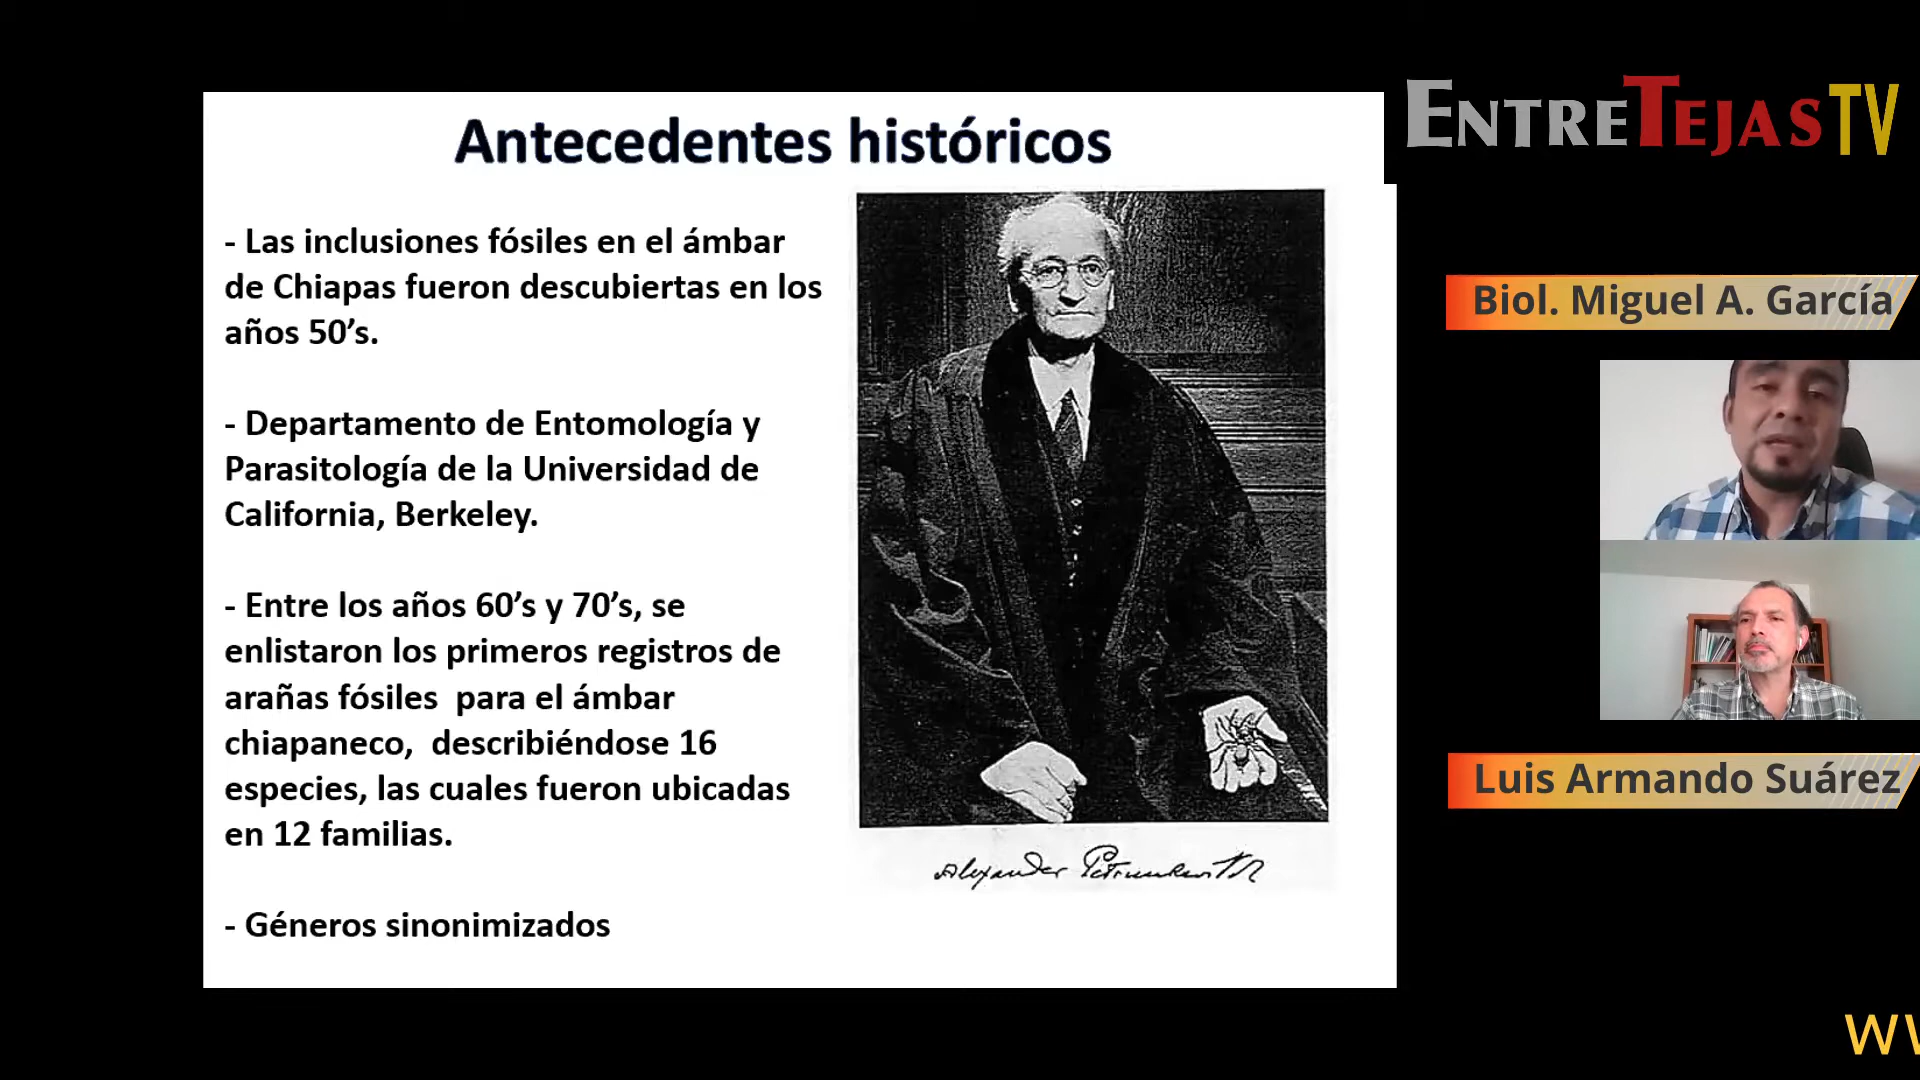 Antecedentes históricos
- Las inclusiones fósiles en el ámbar
de Chiapas fueron descubiertas en los
años 50’s.
- Departamento de Entomología y
Parasitología de la Universidad de
California, Berkeley.
- Entre los años 60’s y 70’s, se
enlistaron los primeros registros de
arañas fósiles para el ámbar
chiapaneco, describiéndose 16
especies, las cuales fueron ubicadas
en 12 familias.
- Géneros sinonimizados
Alexander Petrunkevitch
ENTRETEJASTV
Biol. Miguel A. García
Luis Armando Suárez